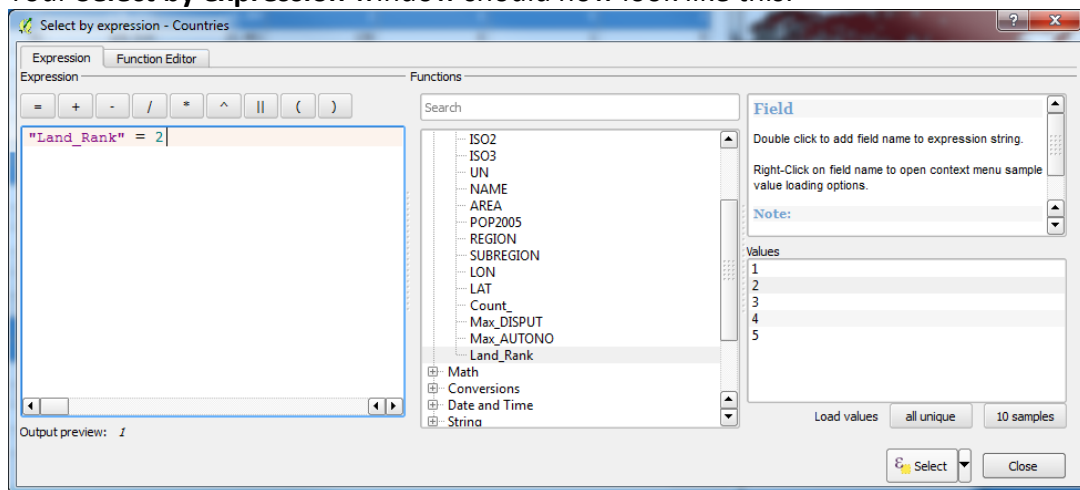 Your Select by expression window should now look like this:
Select by expression - Countries
? X
Expression Function Editor
Expression
= + - / * ^ || ( )
"Land_Rank" = 2
Output preview: 1
Functions
Search
ISO2
ISO3
UN
NAME
AREA
POP2005
REGION
SUBREGION
LON
LAT
Count_
Max_DISPUT
Max_AUTONO
Land_Rank
Math
Conversions
Date and Time
String
Field
Double click to add field name to expression string.
Right-Click on field name to open context menu sample
value loading options.
Note:
Values
1
2
3
4
5
Load values all unique 10 samples
ε Select Close